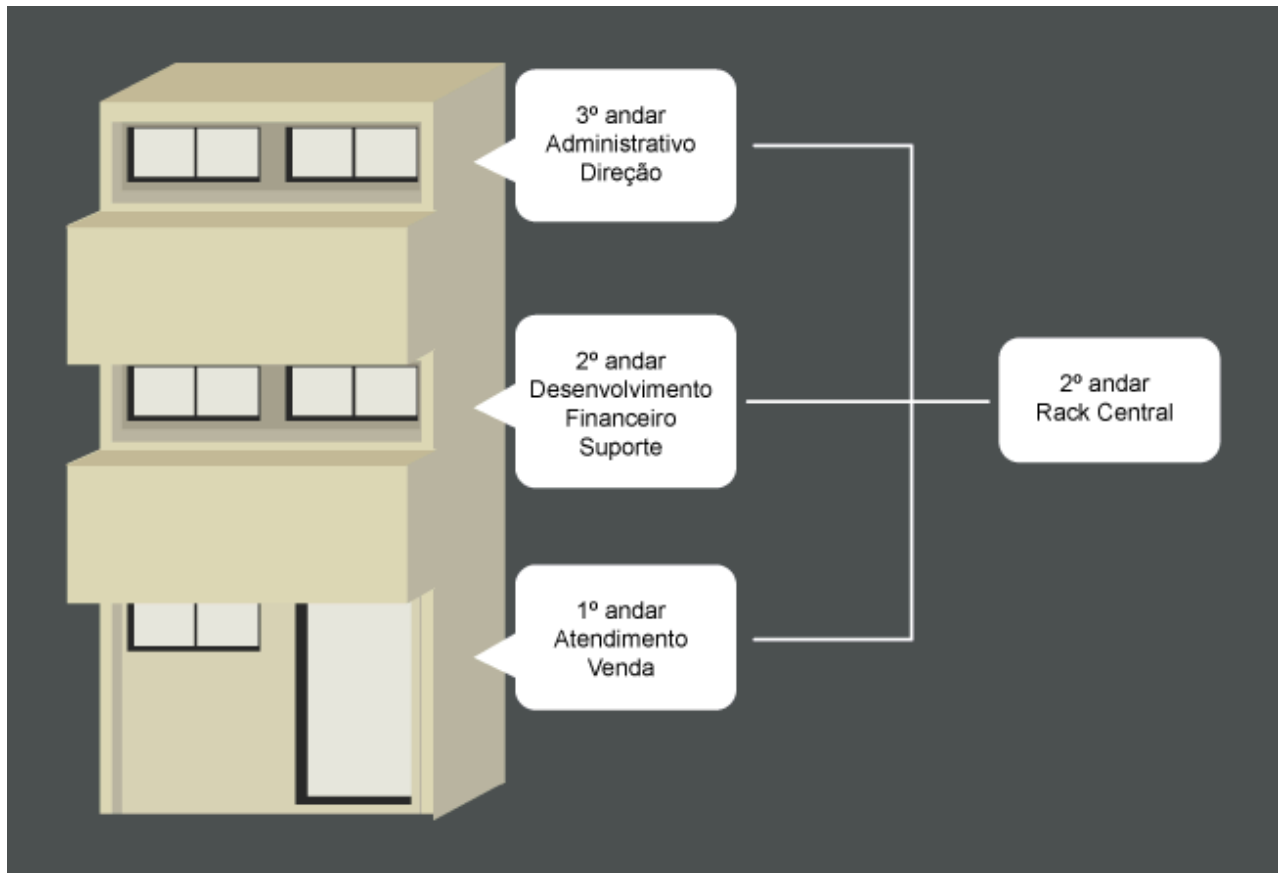 3º andar
Administrativo
Direção
2º andar
Desenvolvimento
Financeiro
Suporte
2º andar
Rack Central
1º andar
Atendimento
Venda